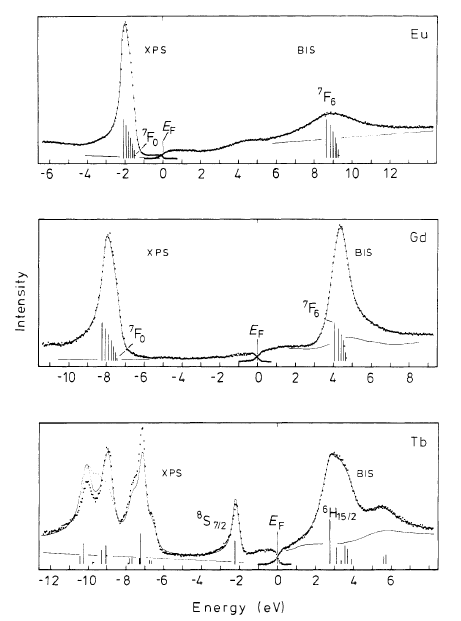 Eu
XPS
BIS
⁷F₆
⁷F₀
E_F
-6 -4 -2 0 2 4 6 8 10 12
Gd
XPS
BIS
⁷F₆
⁷F₀
E_F
-10 -8 -6 -4 -2 0 2 4 6 8
Intensity
Tb
XPS
BIS
⁸S₇/₂
E_F
⁶H₁₅/₂
-12 -10 -8 -6 -4 -2 0 2 4 6
Energy (eV)